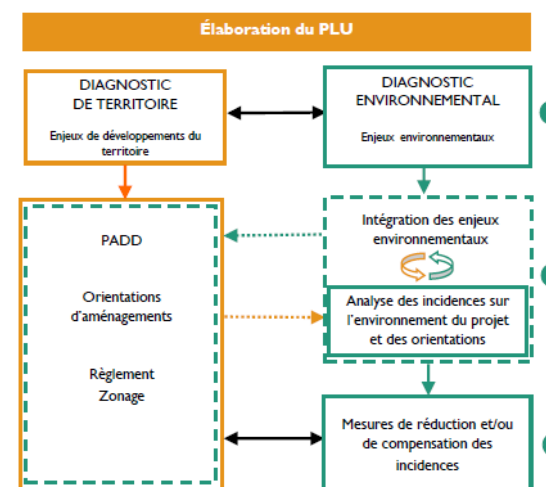 Élaboration du PLU
DIAGNOSTIC
DE TERRITOIRE
Enjeux de développements du
territoire
DIAGNOSTIC
ENVIRONNEMENTAL
Enjeux environnementaux
PADD
Orientations
d'aménagements
Règlement
Zonage
Intégration des enjeux
environnementaux
Analyse des incidences sur
l'environnement du projet
et des orientations
Mesures de réduction et/ou
de compensation des
incidences